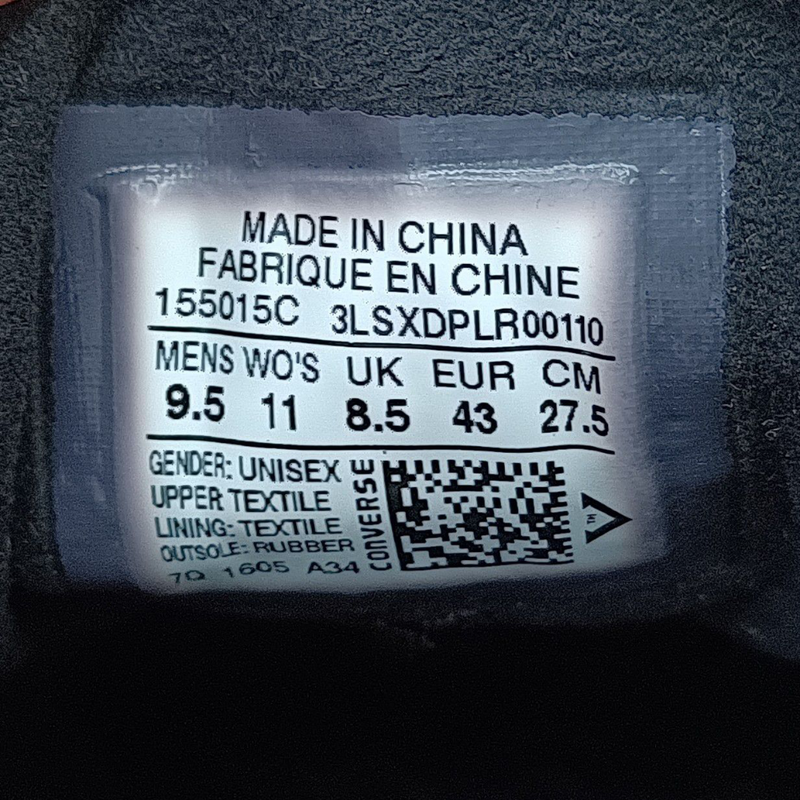 MADE IN CHINA
FABRIQUE EN CHINE
155015C 3LSXDPLR00110
MENS WO'S UK EUR CM
9.5 11 8.5 43 27.5
GENDER: UNISEX
UPPER TEXTILE
LINING: TEXTILE
OUTSOLE: RUBBER
7Q 1605 A34
CONVERSE
TM